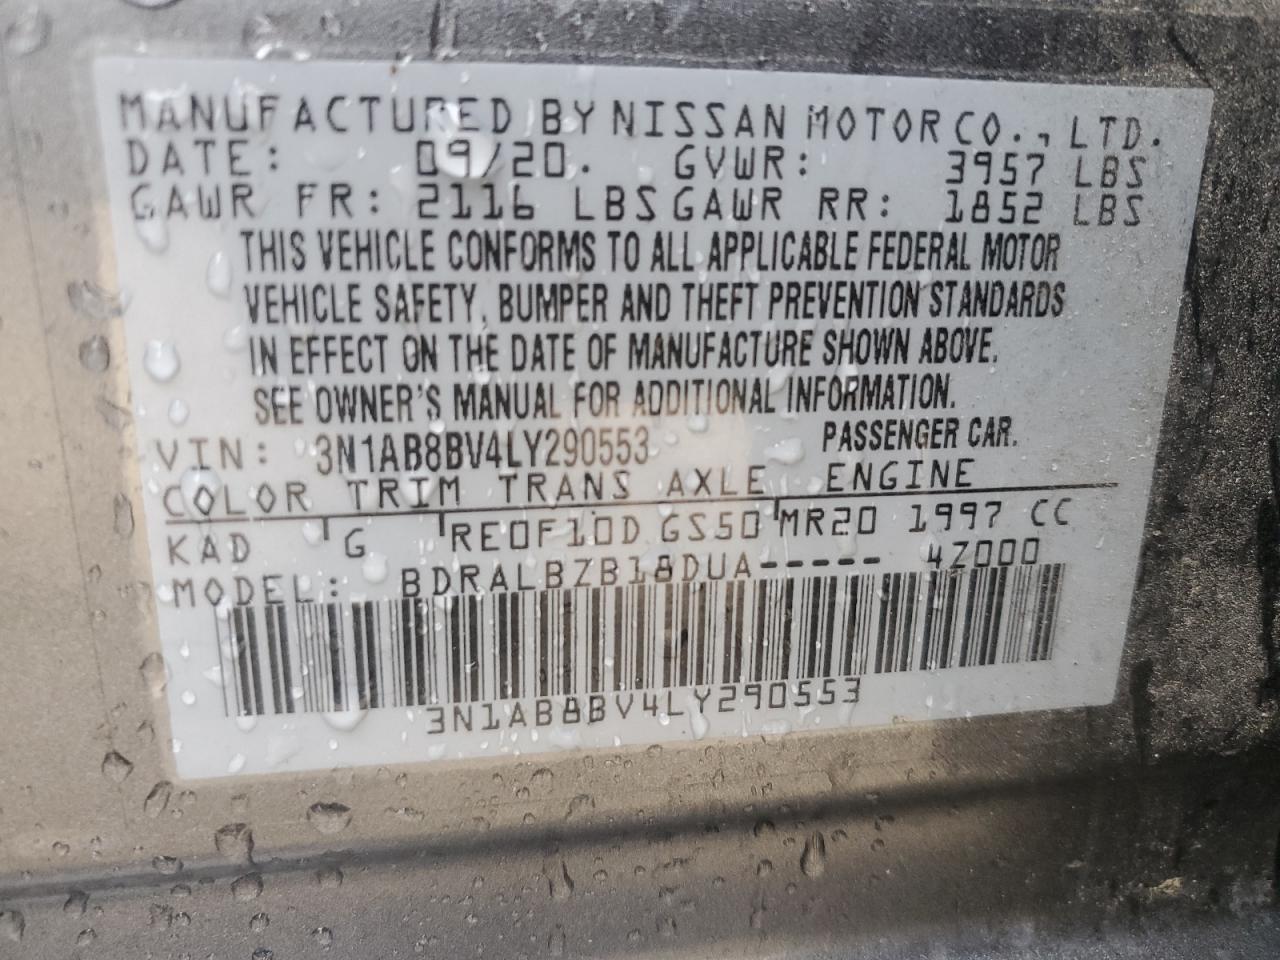 MANUFACTURED BY NISSAN MOTOR CO., LTD.
DATE: 09/20. GVWR: 3957 LBS
GAWR FR: 2116 LBS GAWR RR: 1852 LBS
THIS VEHICLE CONFORMS TO ALL APPLICABLE FEDERAL MOTOR
VEHICLE SAFETY, BUMPER AND THEFT PREVENTION STANDARDS
IN EFFECT ON THE DATE OF MANUFACTURE SHOWN ABOVE.
SEE OWNER'S MANUAL FOR ADDITIONAL INFORMATION.
VIN: 3N1AB8BV4LY290553 PASSENGER CAR.
COLOR TRIM TRANS AXLE ENGINE
KAD G RE0F10D GS50 MR20 1997 CC
MODEL: BDRALBZB18DUA----- 4Z000
3N1AB8BV4LY290553